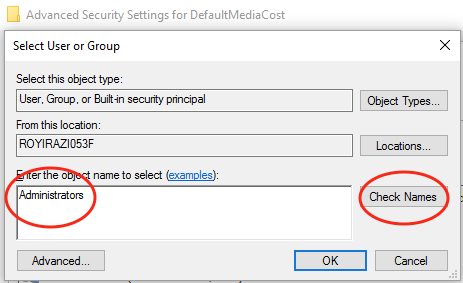 Advanced Security Settings for DefaultMediaCost
Select User or Group
Select this object type:
User, Group, or Built-in security principal
Object Types...
From this location:
ROYIRAZI053F
Locations...
Enter the object name to select (examples):
Administrators
Check Names
Advanced...
OK
Cancel